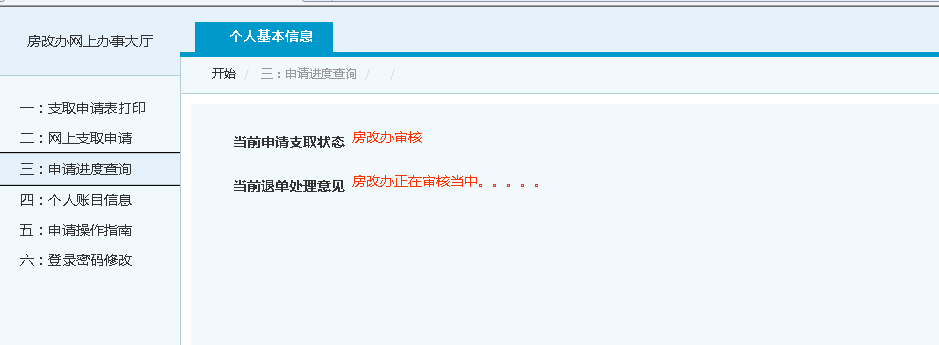 房改办网上办事大厅
个人基本信息
开始 / 三：申请进度查询 / /
一：支取申请表打印
二：网上支取申请
三：申请进度查询
四：个人账目信息
五：申请操作指南
六：登录密码修改
当前申请支取状态 房改办审核
当前退单处理意见 房改办正在审核当中。。。。。